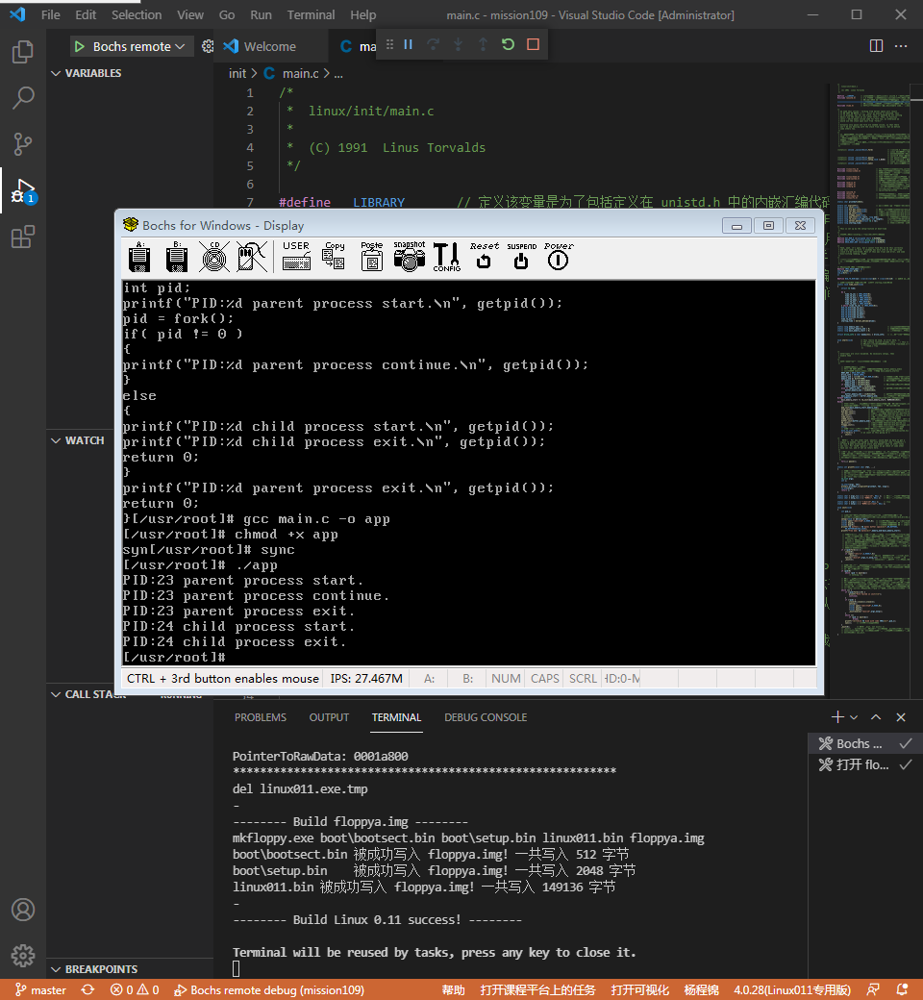 File Edit Selection View Go Run Terminal Help main.c - mission109 - Visual Studio Code [Administrator]
Bochs remote
Welcome
VARIABLES
init > C main.c > ...
1 /*
2 * linux/init/main.c
3 *
4 * (C) 1991 Linus Torvalds
5 */
6
7 #define __LIBRARY__ // 定义该变量是为了包括定义在 unistd.h 中的内嵌汇编代码
Bochs for Windows - Display
A: B: CD USER Copy Paste snapshot CONFIG Reset SUSPEND Power
int pid;
printf("PID:%d parent process start.\n", getpid());
pid = fork();
if( pid != 0 )
{
printf("PID:%d parent process continue.\n", getpid());
}
else
{
printf("PID:%d child process start.\n", getpid());
printf("PID:%d child process exit.\n", getpid());
return 0;
}
printf("PID:%d parent process exit.\n", getpid());
return 0;
}[/usr/root]# gcc main.c -o app
[/usr/root]# chmod +x app
syn[/usr/root]# sync
[/usr/root]# ./app
PID:23 parent process start.
PID:23 parent process continue.
PID:23 parent process exit.
PID:24 child process start.
PID:24 child process exit.
[/usr/root]#
CTRL + 3rd button enables mouse IPS: 27.467M A: B: NUM CAPS SCRL HD:0-M
WATCH
CALL STACK RUNNING
BREAKPOINTS
PROBLEMS OUTPUT TERMINAL DEBUG CONSOLE
PointerToRawData: 0001a800
*********************************************************
del linux011.exe.tmp
-
-------- Build floppya.img --------
mkfloppy.exe boot\bootsect.bin boot\setup.bin linux011.bin floppya.img
boot\bootsect.bin 被成功写入 floppya.img! 一共写入 512 字节
boot\setup.bin 被成功写入 floppya.img! 一共写入 2048 字节
linux011.bin 被成功写入 floppya.img! 一共写入 149136 字节
-
-------- Build Linux 0.11 success! --------
Terminal will be reused by tasks, press any key to close it.
Bochs ...
打开 flo...
master 0 0 Bochs remote debug (mission109) 帮助 打开课程平台上的任务 打开可视化 杨程锦 4.0.28(Linux011专用版)